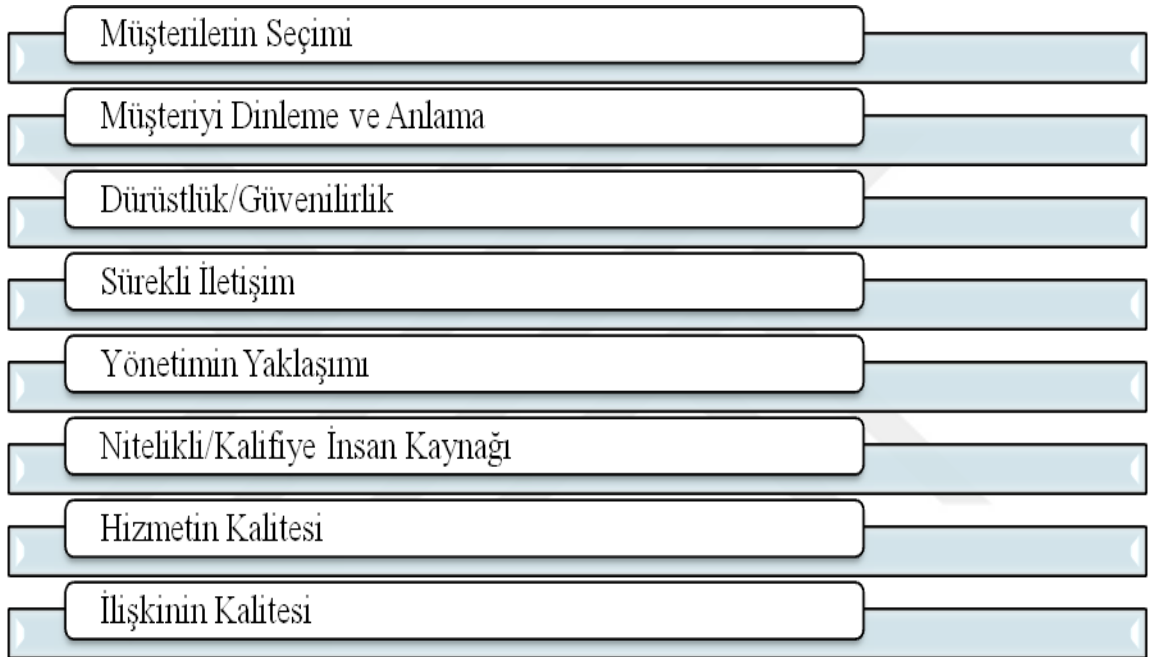 Müşterilerin Seçimi
Müşteriyi Dinleme ve Anlama
Dürüstlük/Güvenilirlik
Sürekli İletişim
Yönetimin Yaklaşımı
Nitelikli/Kalifiye İnsan Kaynağı
Hizmetin Kalitesi
İlişkinin Kalitesi